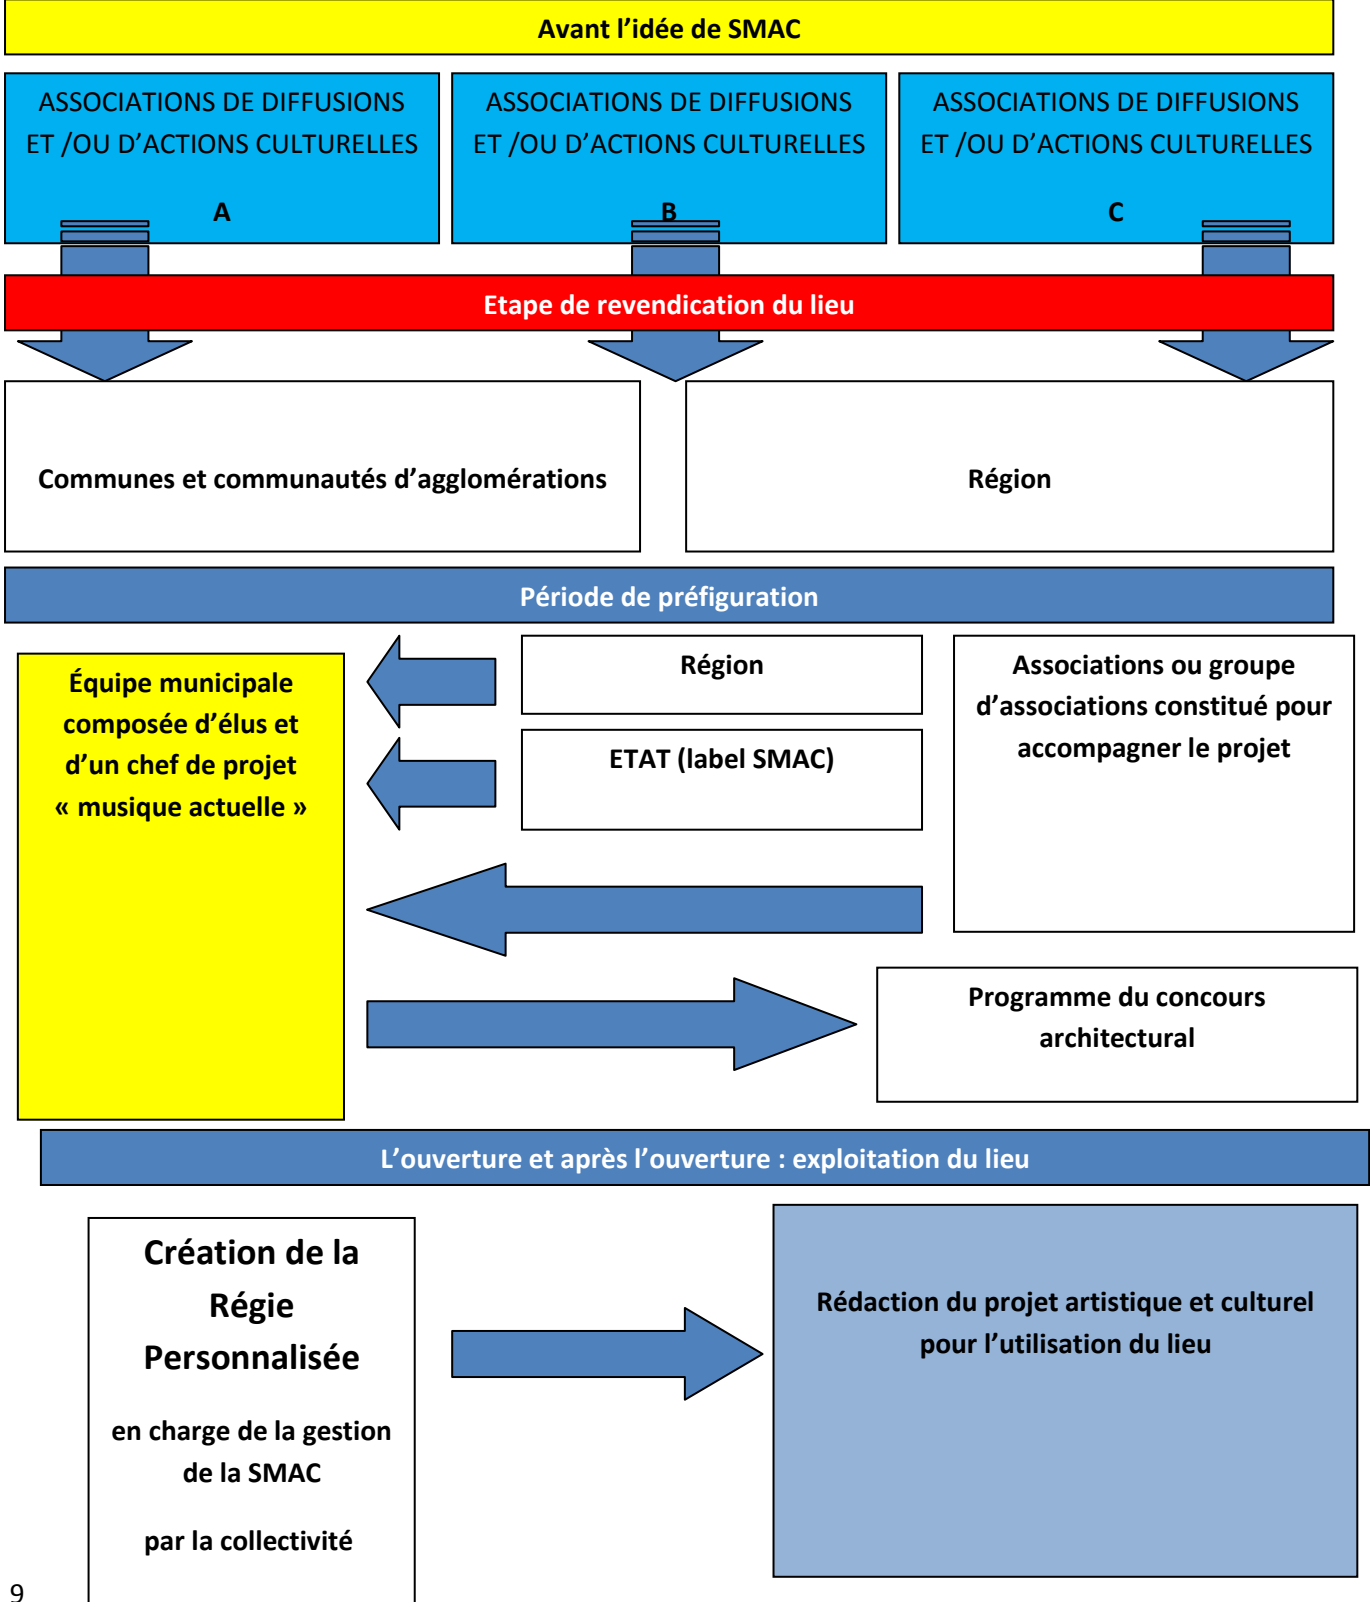 Avant l’idée de SMAC
ASSOCIATIONS DE DIFFUSIONS
ET /OU D’ACTIONS CULTURELLES
A
ASSOCIATIONS DE DIFFUSIONS
ET /OU D’ACTIONS CULTURELLES
B
ASSOCIATIONS DE DIFFUSIONS
ET /OU D’ACTIONS CULTURELLES
C
Etape de revendication du lieu
Communes et communautés d’agglomérations
Région
Période de préfiguration
Équipe municipale
composée d’élus et
d’un chef de projet
« musique actuelle »
Région
ETAT (label SMAC)
Associations ou groupe
d’associations constitué pour
accompagner le projet
Programme du concours
architectural
L’ouverture et après l’ouverture : exploitation du lieu
Création de la
Régie
Personnalisée
en charge de la gestion
de la SMAC
par la collectivité
Rédaction du projet artistique et culturel
pour l’utilisation du lieu
9